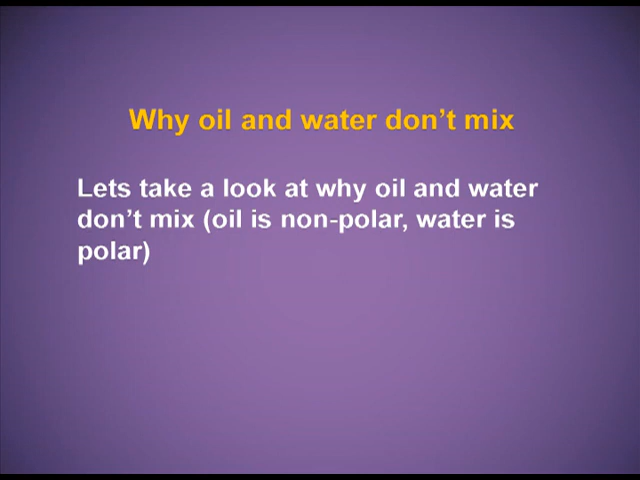 Why oil and water don’t mix
Lets take a look at why oil and water
don’t mix (oil is non-polar, water is
polar)